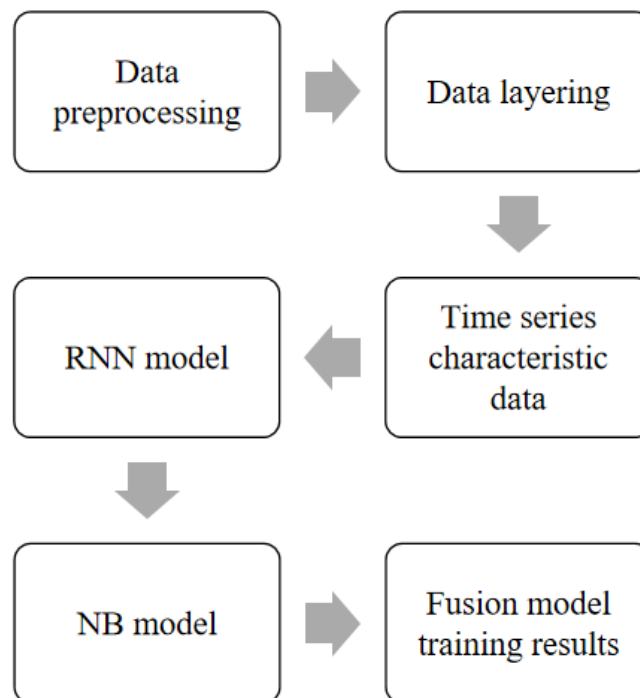 Data
preprocessing
Data layering
Time series
characteristic
data
RNN model
NB model
Fusion model
training results